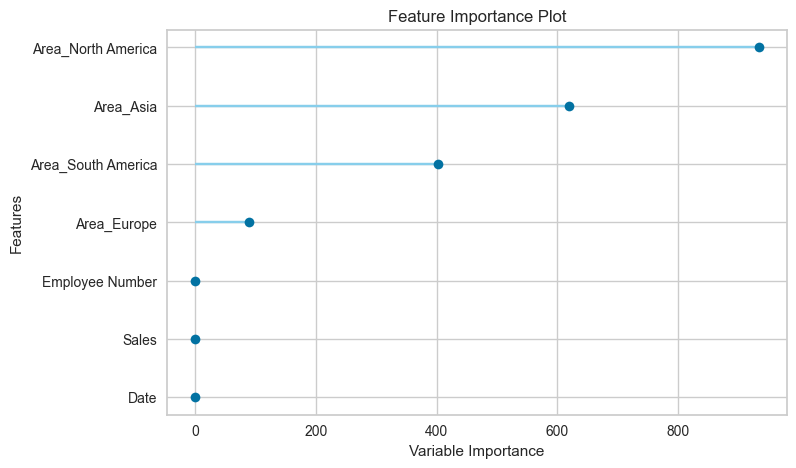 Feature Importance Plot
Area_North America
Area_Asia
Area_South America
Area_Europe
Employee Number
Sales
Date
Features
0 200 400 600 800
Variable Importance